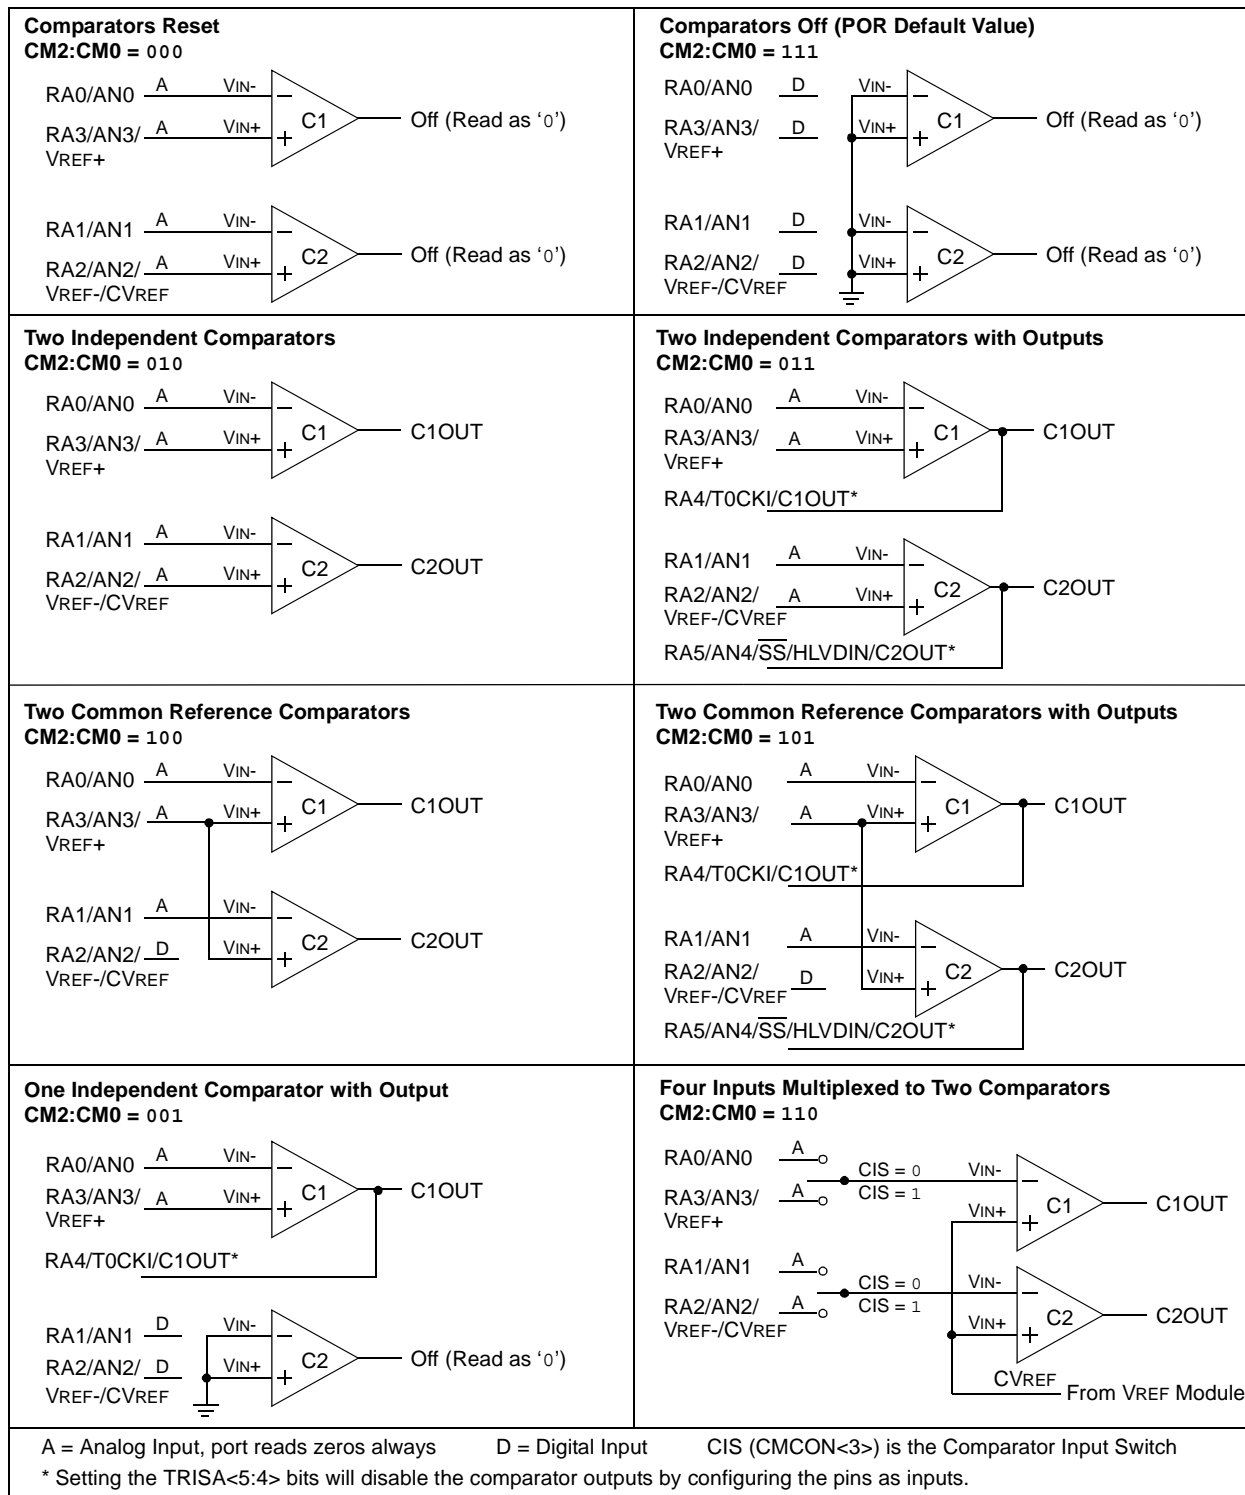 Comparators Reset
CM2:CM0 = 000
RA0/AN0 A VIN-
RA3/AN3/ A VIN+
VREF+
C1
Off (Read as ‘0’)
RA1/AN1 A VIN-
RA2/AN2/ A VIN+
VREF-/CVREF
C2
Off (Read as ‘0’)
Comparators Off (POR Default Value)
CM2:CM0 = 111
RA0/AN0 D VIN-
RA3/AN3/ D VIN+
VREF+
C1
Off (Read as ‘0’)
RA1/AN1 D VIN-
RA2/AN2/ D VIN+
VREF-/CVREF
C2
Off (Read as ‘0’)
Two Independent Comparators
CM2:CM0 = 010
RA0/AN0 A VIN-
RA3/AN3/ A VIN+
VREF+
C1
C1OUT
RA1/AN1 A VIN-
RA2/AN2/ A VIN+
VREF-/CVREF
C2
C2OUT
Two Independent Comparators with Outputs
CM2:CM0 = 011
RA0/AN0 A VIN-
RA3/AN3/ A VIN+
VREF+
C1
C1OUT
RA4/T0CKI/C1OUT*
RA1/AN1 A VIN-
RA2/AN2/ A VIN+
VREF-/CVREF
C2
C2OUT
RA5/AN4/SS/HLVDIN/C2OUT*
Two Common Reference Comparators
CM2:CM0 = 100
RA0/AN0 A VIN-
RA3/AN3/ A VIN+
VREF+
C1
C1OUT
RA1/AN1 A VIN-
RA2/AN2/ D VIN+
VREF-/CVREF
C2
C2OUT
Two Common Reference Comparators with Outputs
CM2:CM0 = 101
RA0/AN0 A VIN-
RA3/AN3/ A VIN+
VREF+
C1
C1OUT
RA4/T0CKI/C1OUT*
RA1/AN1 A VIN-
RA2/AN2/ D VIN+
VREF-/CVREF
C2
C2OUT
RA5/AN4/SS/HLVDIN/C2OUT*
One Independent Comparator with Output
CM2:CM0 = 001
RA0/AN0 A VIN-
RA3/AN3/ A VIN+
VREF+
C1
C1OUT
RA4/T0CKI/C1OUT*
RA1/AN1 D VIN-
RA2/AN2/ D VIN+
VREF-/CVREF
C2
Off (Read as ‘0’)
Four Inputs Multiplexed to Two Comparators
CM2:CM0 = 110
RA0/AN0 A
CIS = 0 VIN-
RA3/AN3/ A CIS = 1
VREF+
VIN+
C1
C1OUT
RA1/AN1 A
CIS = 0 VIN-
RA2/AN2/ A CIS = 1
VREF-/CVREF
VIN+
C2
C2OUT
CVREF
From VREF Module
A = Analog Input, port reads zeros always D = Digital Input CIS (CMCON<3>) is the Comparator Input Switch
* Setting the TRISA<5:4> bits will disable the comparator outputs by configuring the pins as inputs.